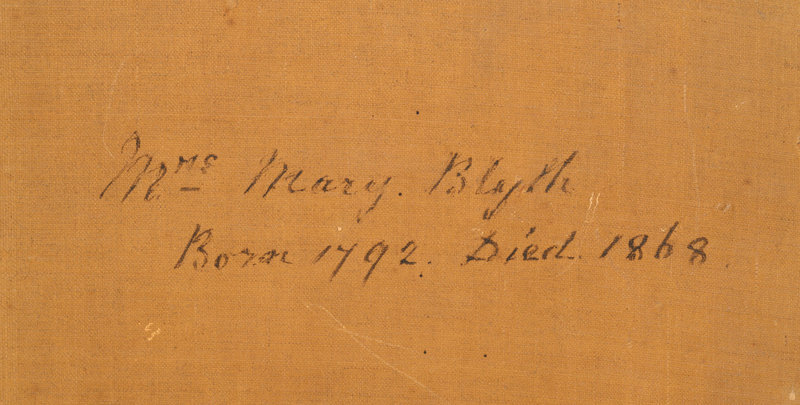 Mrs Mary. Blyth
Born 1792. Died. 1868.